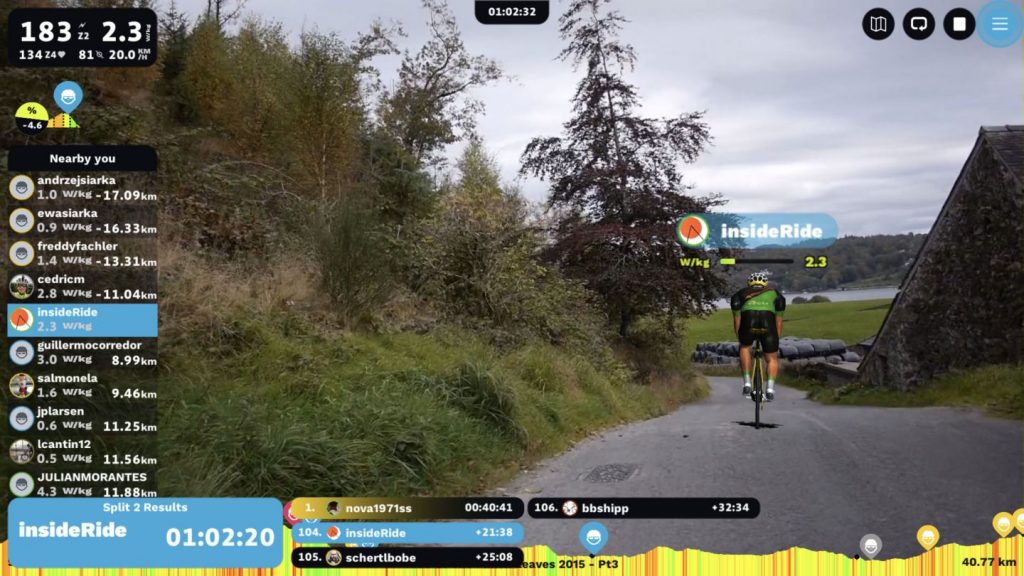 183 Z2 2.3 W/Kg
134 Z4 81 20.0 KM/H
01:02:32
%
-4.6
Nearby you
andrzejsiarka
1.0 W/kg -17.09km
ewasiarka
0.9 W/kg -16.33km
freddyfachler
1.4 W/kg -13.31km
cedricm
2.8 W/kg -11.04km
insideRide
2.3 W/kg
guillermocorredor
3.0 W/kg 8.99km
salmonela
1.6 W/kg 9.46km
jplarsen
0.6 W/kg 11.25km
lcantin12
0.5 W/kg 11.56km
JULIANMORANTES
4.3 W/kg 11.88km
insideRide
W/kg 2.3
Split 2 Results
insideRide 01:02:20
1. nova1971ss 00:40:41
104. insideRide +21:38
105. schertlbobe +25:08
106. bbshipp +32:34
eaves 2015 - Pt3
40.77 km